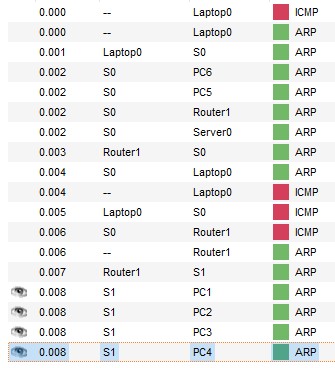 0.000 -- Laptop0 ICMP
0.000 -- Laptop0 ARP
0.001 Laptop0 S0 ARP
0.002 S0 PC6 ARP
0.002 S0 PC5 ARP
0.002 S0 Router1 ARP
0.002 S0 Server0 ARP
0.003 Router1 S0 ARP
0.004 S0 Laptop0 ARP
0.004 -- Laptop0 ICMP
0.005 Laptop0 S0 ICMP
0.006 S0 Router1 ICMP
0.006 -- Router1 ARP
0.007 Router1 S1 ARP
0.008 S1 PC1 ARP
0.008 S1 PC2 ARP
0.008 S1 PC3 ARP
0.008 S1 PC4 ARP